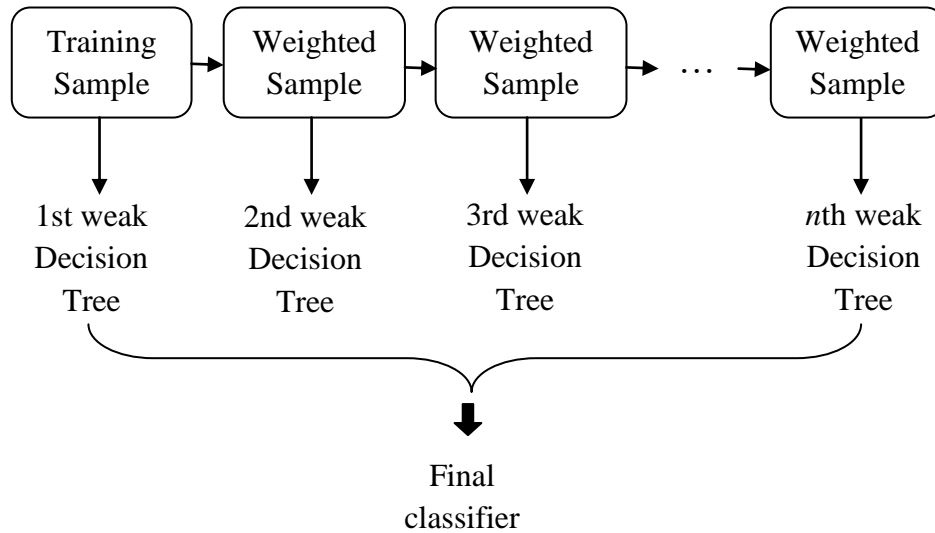 Training
Sample
Weighted
Sample
Weighted
Sample
...
Weighted
Sample
1st weak
Decision
Tree
2nd weak
Decision
Tree
3rd weak
Decision
Tree
nth weak
Decision
Tree
Final
classifier